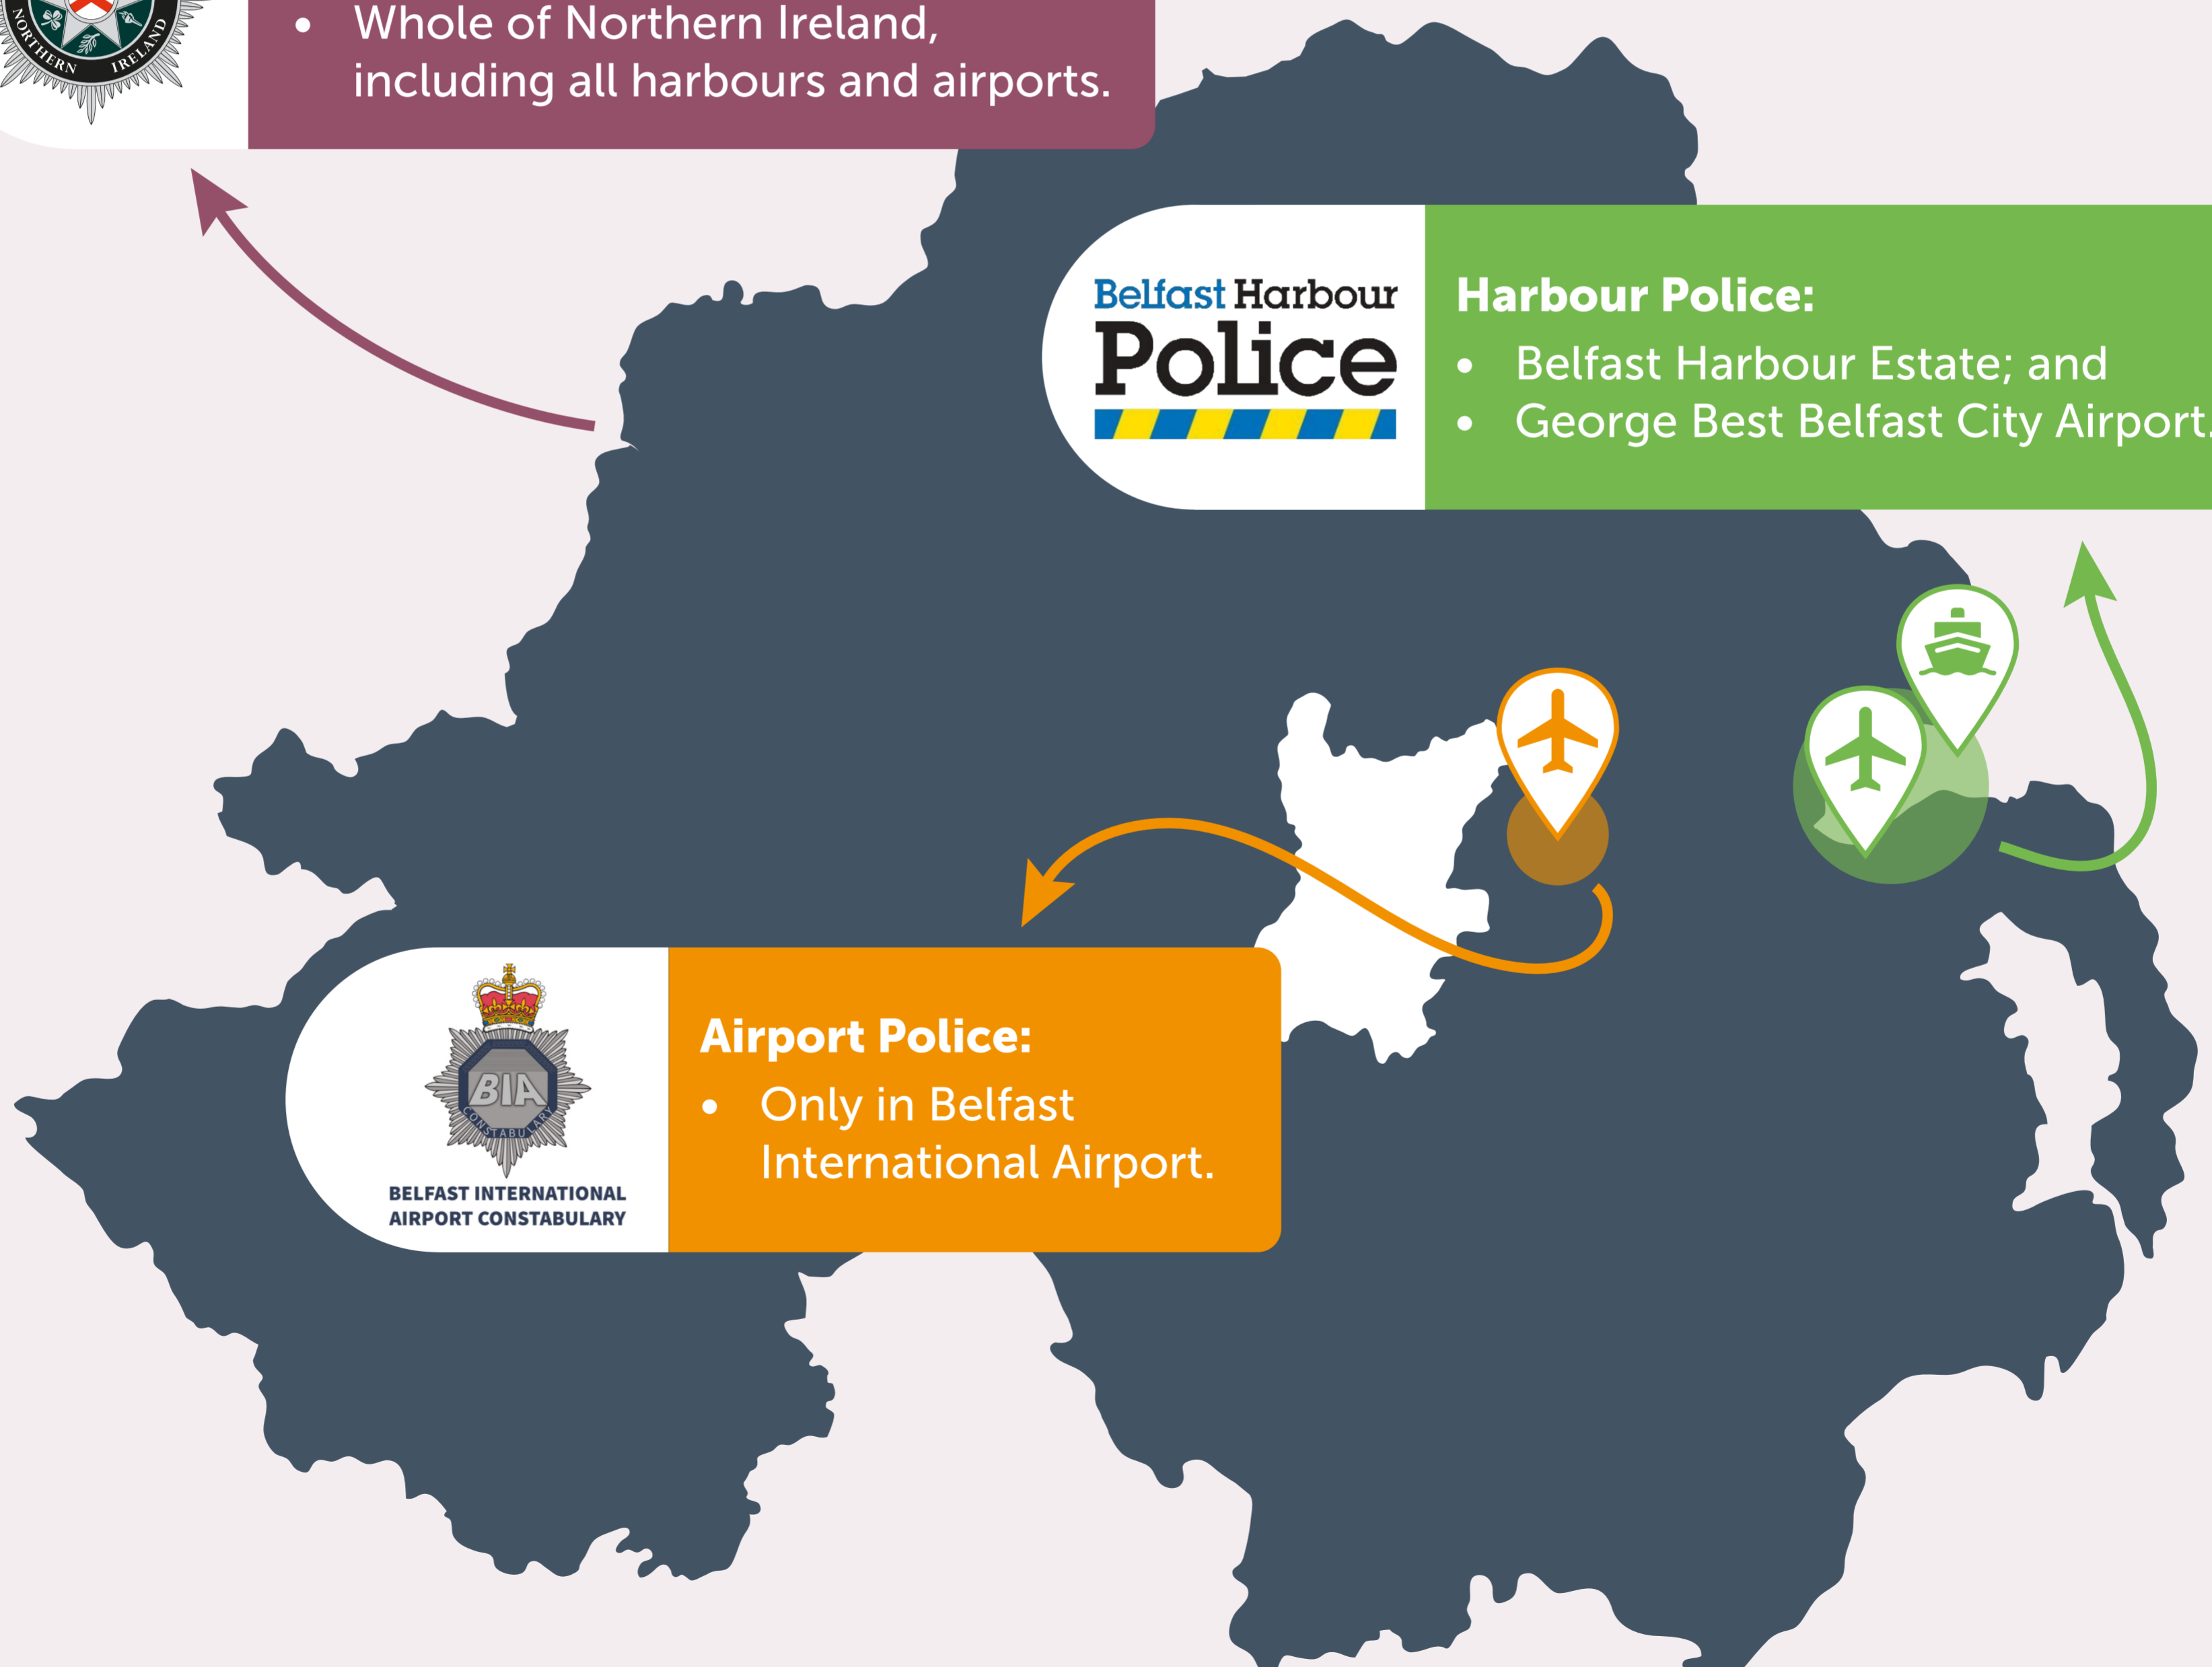 NORTHERN IRELAND
• Whole of Northern Ireland,
including all harbours and airports.
Belfast Harbour
Police
Harbour Police:
• Belfast Harbour Estate; and
• George Best Belfast City Airport.
BIA
CONSTABULARY
BELFAST INTERNATIONAL
AIRPORT CONSTABULARY
Airport Police:
• Only in Belfast
International Airport.